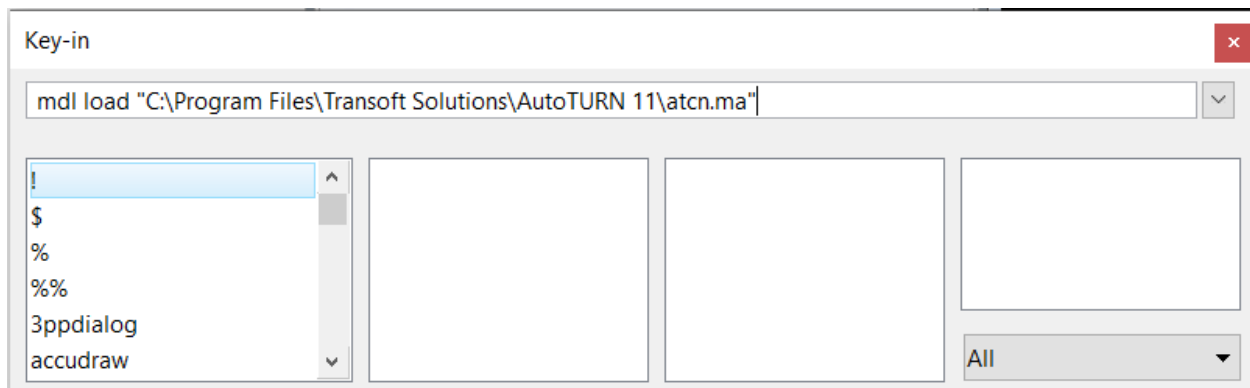 Key-in
mdl load "C:\Program Files\Transoft Solutions\AutoTURN 11\atcn.ma"
!
$
%
%%
3ppdialog
accudraw
All